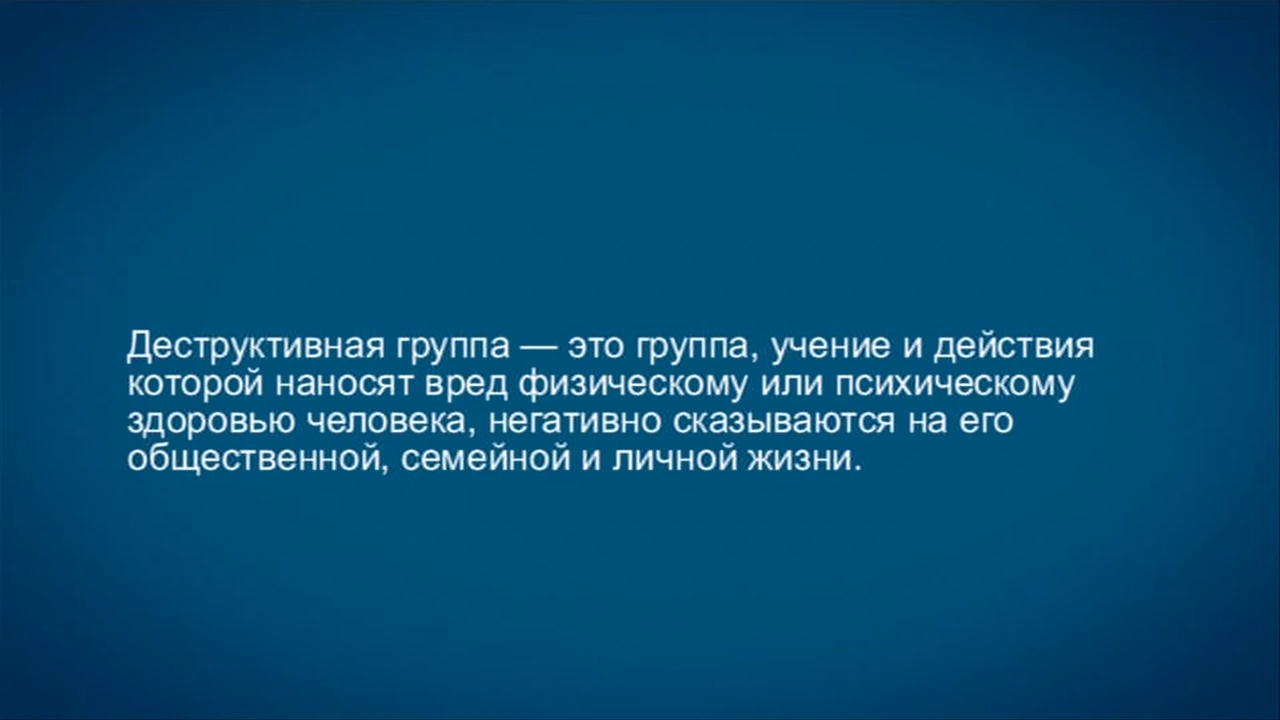 Деструктивная группа — это группа, учение и действия
которой наносят вред физическому или психическому
здоровью человека, негативно сказываются на его
общественной, семейной и личной жизни.